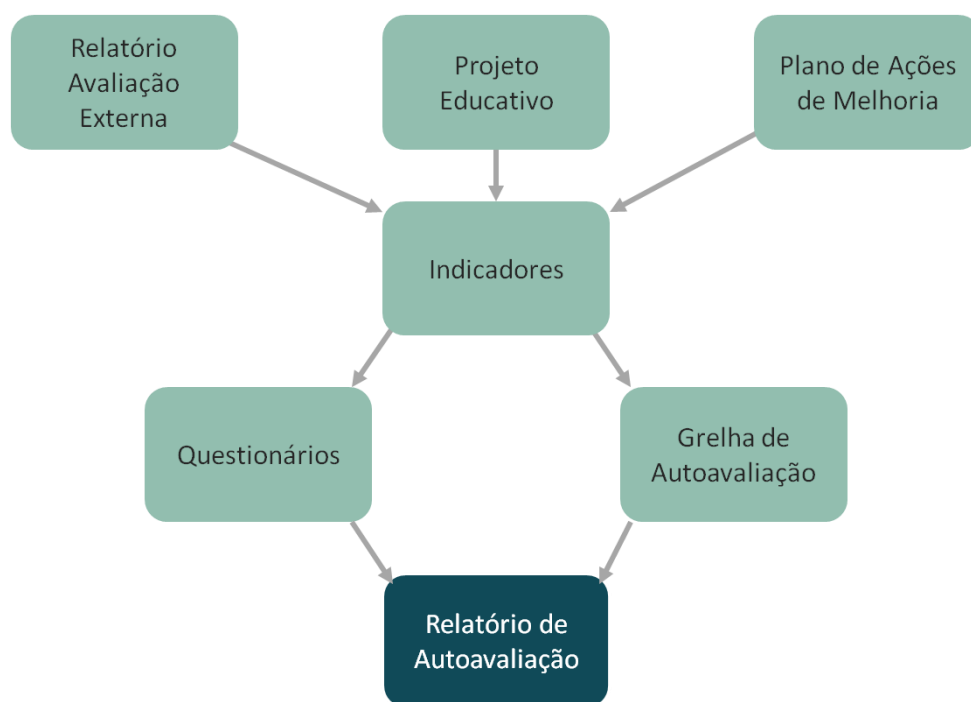 Relatório
Avaliação
Externa
Projeto
Educativo
Plano de Ações
de Melhoria
Indicadores
Questionários
Grelha de
Autoavaliação
Relatório de
Autoavaliação